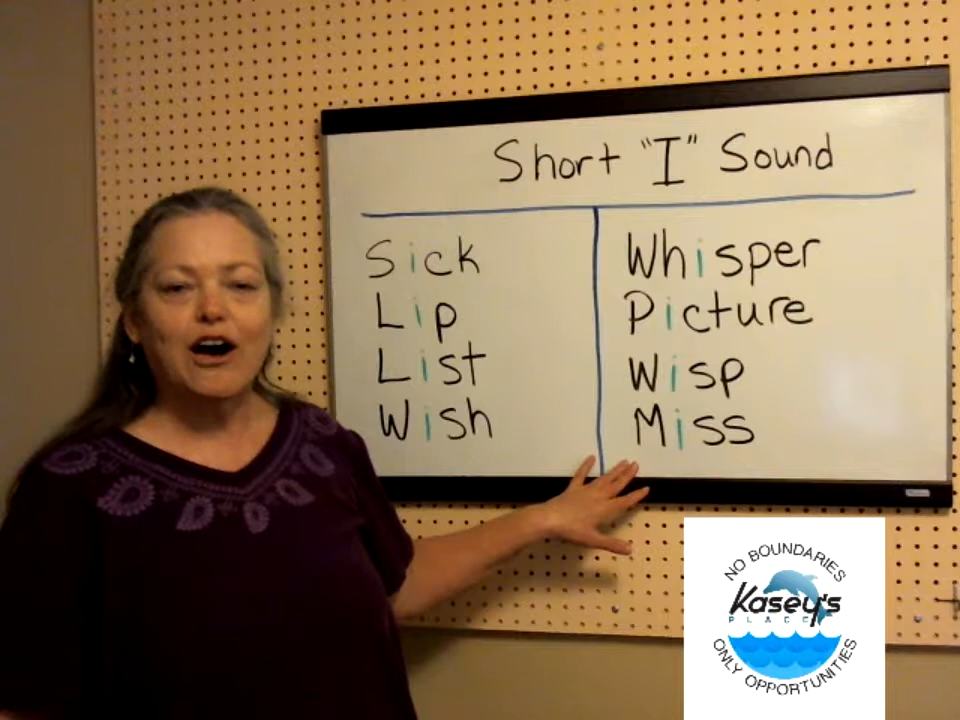 Short "I" Sound
Sick
Lip
List
Wish
Whisper
Picture
Wisp
Miss
NO BOUNDARIES
Kasey's
PLACE
ONLY OPPORTUNITIES